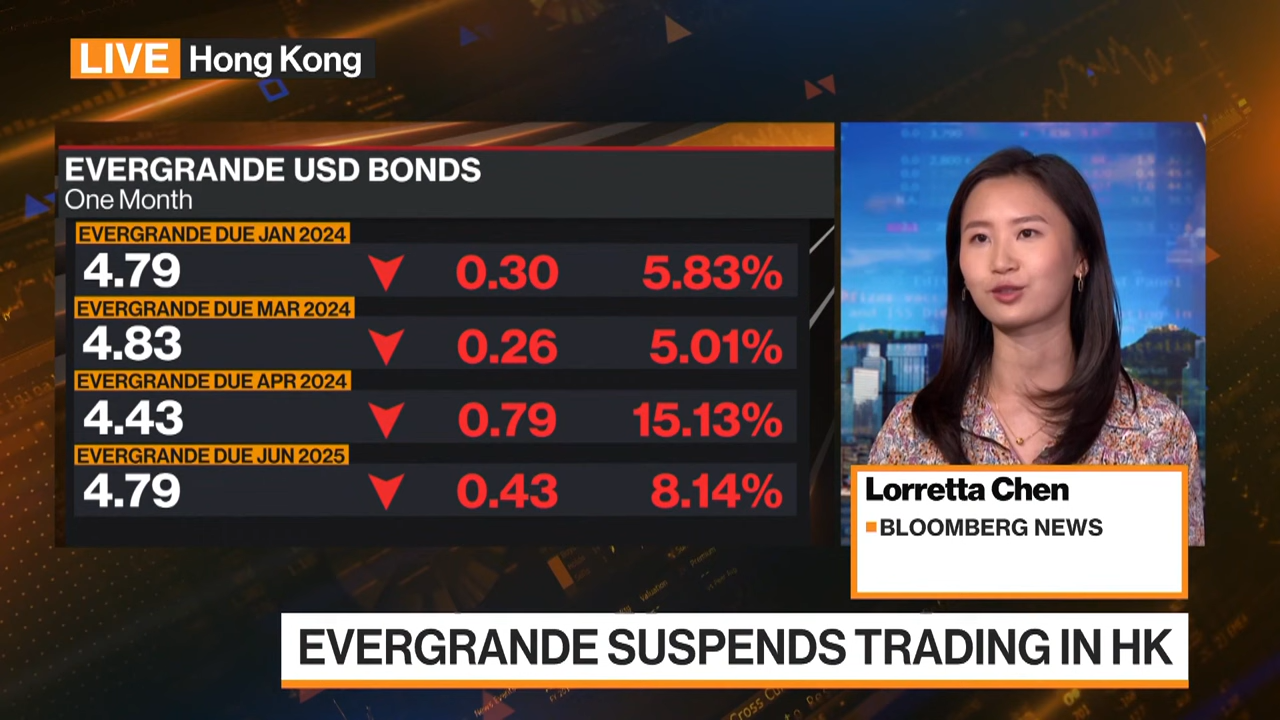 LIVE Hong Kong
EVERGRANDE USD BONDS
One Month
EVERGRANDE DUE JAN 2024
4.79 0.30 5.83%
EVERGRANDE DUE MAR 2024
4.83 0.26 5.01%
EVERGRANDE DUE APR 2024
4.43 0.79 15.13%
EVERGRANDE DUE JUN 2025
4.79 0.43 8.14%
Lorretta Chen
BLOOMBERG NEWS
EVERGRANDE SUSPENDS TRADING IN HK